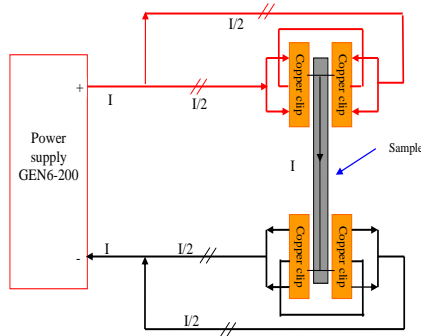 I/2
+
I
I/2
Copper clip
Copper clip
Power
supply
GEN6-200
Sample
I
-
I
I/2
Copper clip
Copper clip
I/2